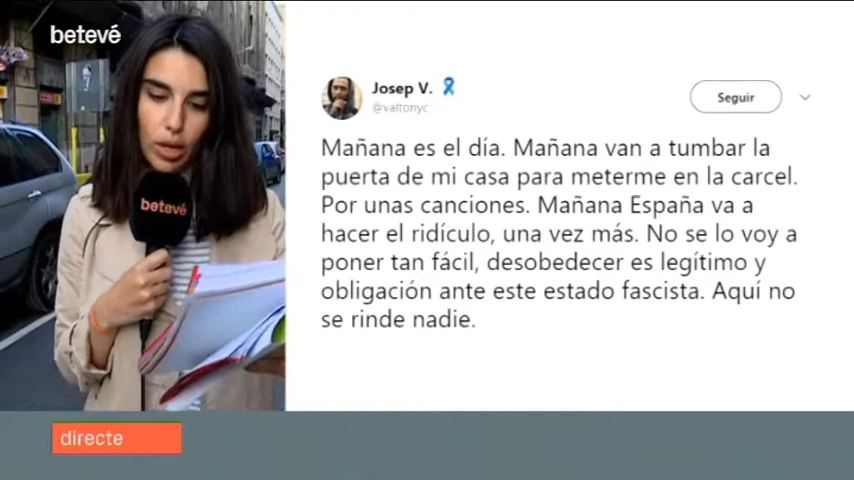 betevé
Josep V.
@valtonyc
Seguir
Mañana es el día. Mañana van a tumbar la
puerta de mi casa para meterme en la carcel.
Por unas canciones. Mañana España va a
hacer el ridículo, una vez más. No se lo voy a
poner tan fácil, desobedecer es legítimo y
obligación ante este estado fascista. Aquí no
se rinde nadie.
betevé
directe